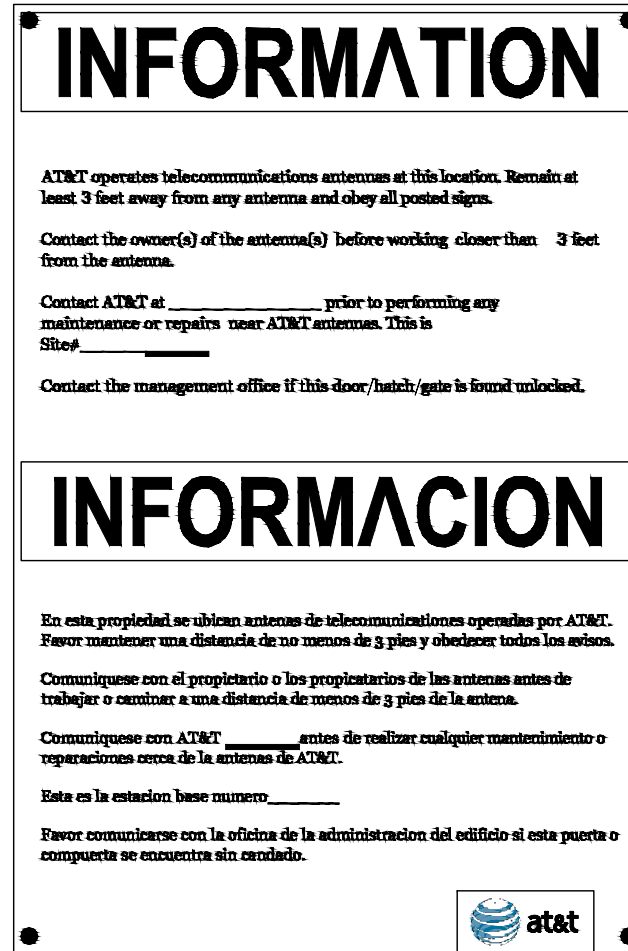 INFORMATION
AT&T operates telecommunications antennas at this location. Remain at
least 3 feet away from any antenna and obey all posted signs.
Contact the owner(s) of the antenna(s) before working closer than 3 feet
from the antenna.
Contact AT&T at ____________________ prior to performing any
maintenance or repairs near AT&T antennas. This is
Site#________________
Contact the management office if this door/hatch/gate is found unlocked.
INFORMACION
En esta propiedad se ubican antenas de telecomunicationes operadas por AT&T.
Favor mantener una distancia de no menos de 3 pies y obedecer todos los avisos.
Comuniquese con el propictario o los propicatarios de las antenas antes de
trabajar o caminar a una distancia de menos de 3 pies de la antena.
Comuniquese con AT&T _________antes de realizar cualquier mantenimiento o
reparaciones cerca de la antenas de AT&T.
Esta es la estacion base numero_________
Favor comunicarse con la oficina de la administracion del edificio si esta puerta o
compuerta se encuentra sin candado.
at&t